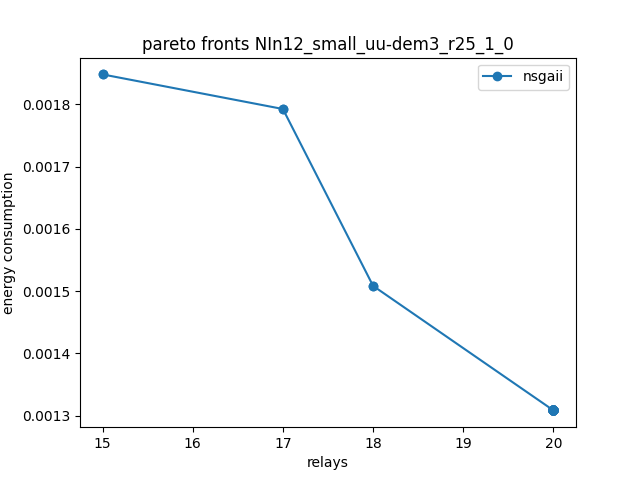 pareto fronts NIn12_small_uu-dem3_r25_1_0
nsgaii
energy consumption
0.0018
0.0017
0.0016
0.0015
0.0014
0.0013
15 16 17 18 19 20
relays